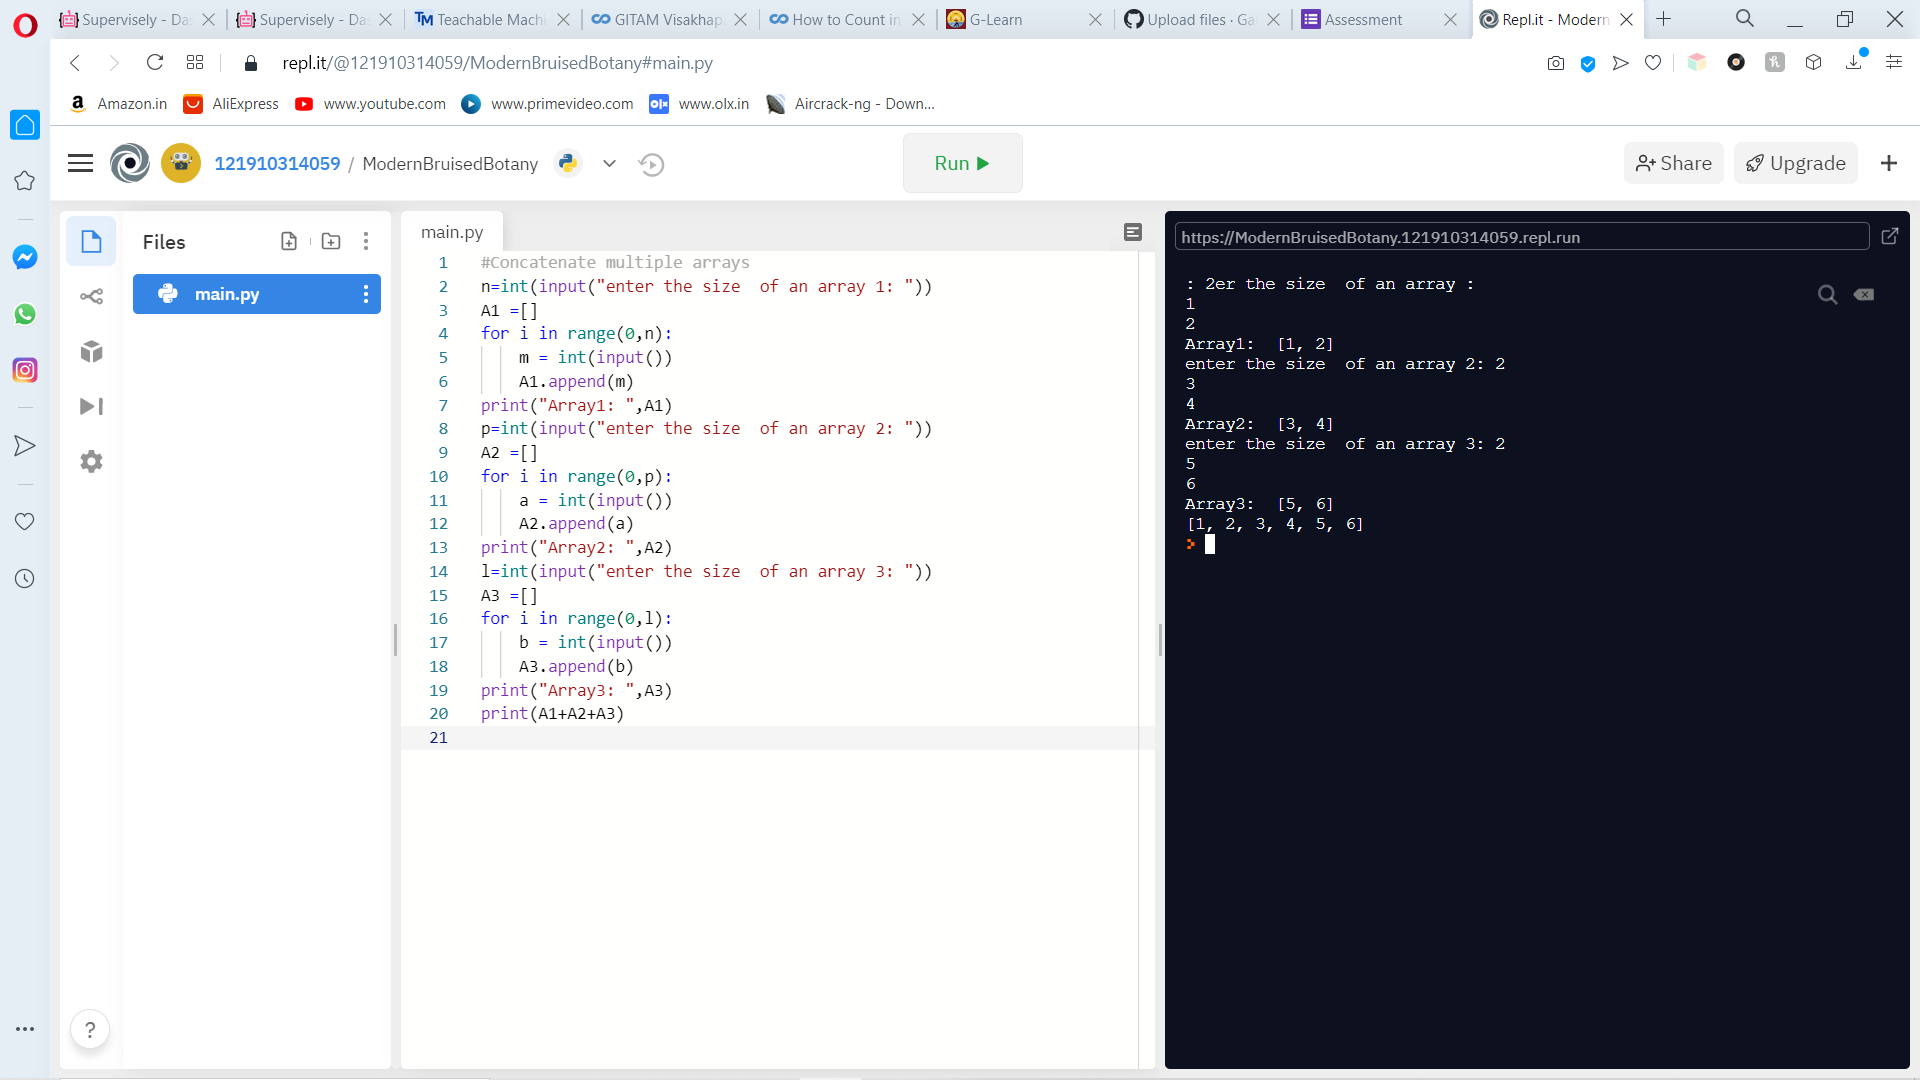 Supervisely - Da
Supervisely - Da
TM Teachable Machi
GITAM Visakhap
How to Count in
G-Learn
Upload files · Ga
Assessment
Repl.it - Modern
repl.it/@121910314059/ModernBruisedBotany#main.py
Amazon.in
AliExpress
www.youtube.com
www.primevideo.com
olx
www.olx.in
Aircrack-ng - Down...
121910314059 / ModernBruisedBotany
Run
Share
Upgrade
Files
main.py
main.py
1 #Concatenate multiple arrays
2 n=int(input("enter the size  of an array 1: "))
3 A1 =[]
4 for i in range(0,n):
5     m = int(input())
6     A1.append(m)
7 print("Array1: ",A1)
8 p=int(input("enter the size  of an array 2: "))
9 A2 =[]
10 for i in range(0,p):
11     a = int(input())
12     A2.append(a)
13 print("Array2: ",A2)
14 l=int(input("enter the size  of an array 3: "))
15 A3 =[]
16 for i in range(0,l):
17     b = int(input())
18     A3.append(b)
19 print("Array3: ",A3)
20 print(A1+A2+A3)
21
https://ModernBruisedBotany.121910314059.repl.run
: 2er the size  of an array :
1
2
Array1:  [1, 2]
enter the size  of an array 2: 2
3
4
Array2:  [3, 4]
enter the size  of an array 3: 2
5
6
Array3:  [5, 6]
[1, 2, 3, 4, 5, 6]
?